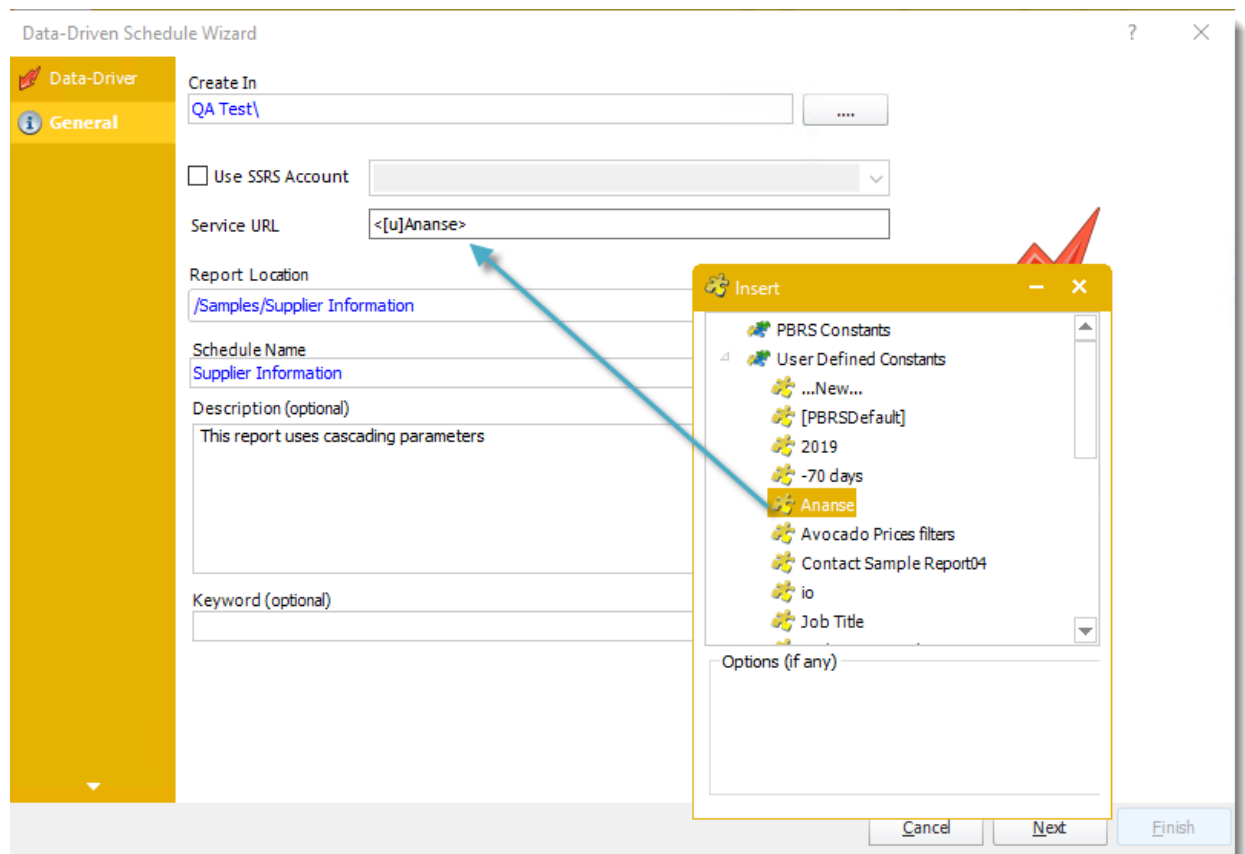 Data-Driven Schedule Wizard
?
Data-Driver
General
Create In
QA Test\
....
Use SSRS Account
Service URL
<[u]Ananse>
Report Location
/Samples/Supplier Information
Schedule Name
Supplier Information
Description (optional)
This report uses cascading parameters
Keyword (optional)
Insert
PBRS Constants
User Defined Constants
...New...
[PBRSDefault]
2019
-70 days
Ananse
Avocado Prices filters
Contact Sample Report04
io
Job Title
Options (if any)
Cancel
Next
Finish